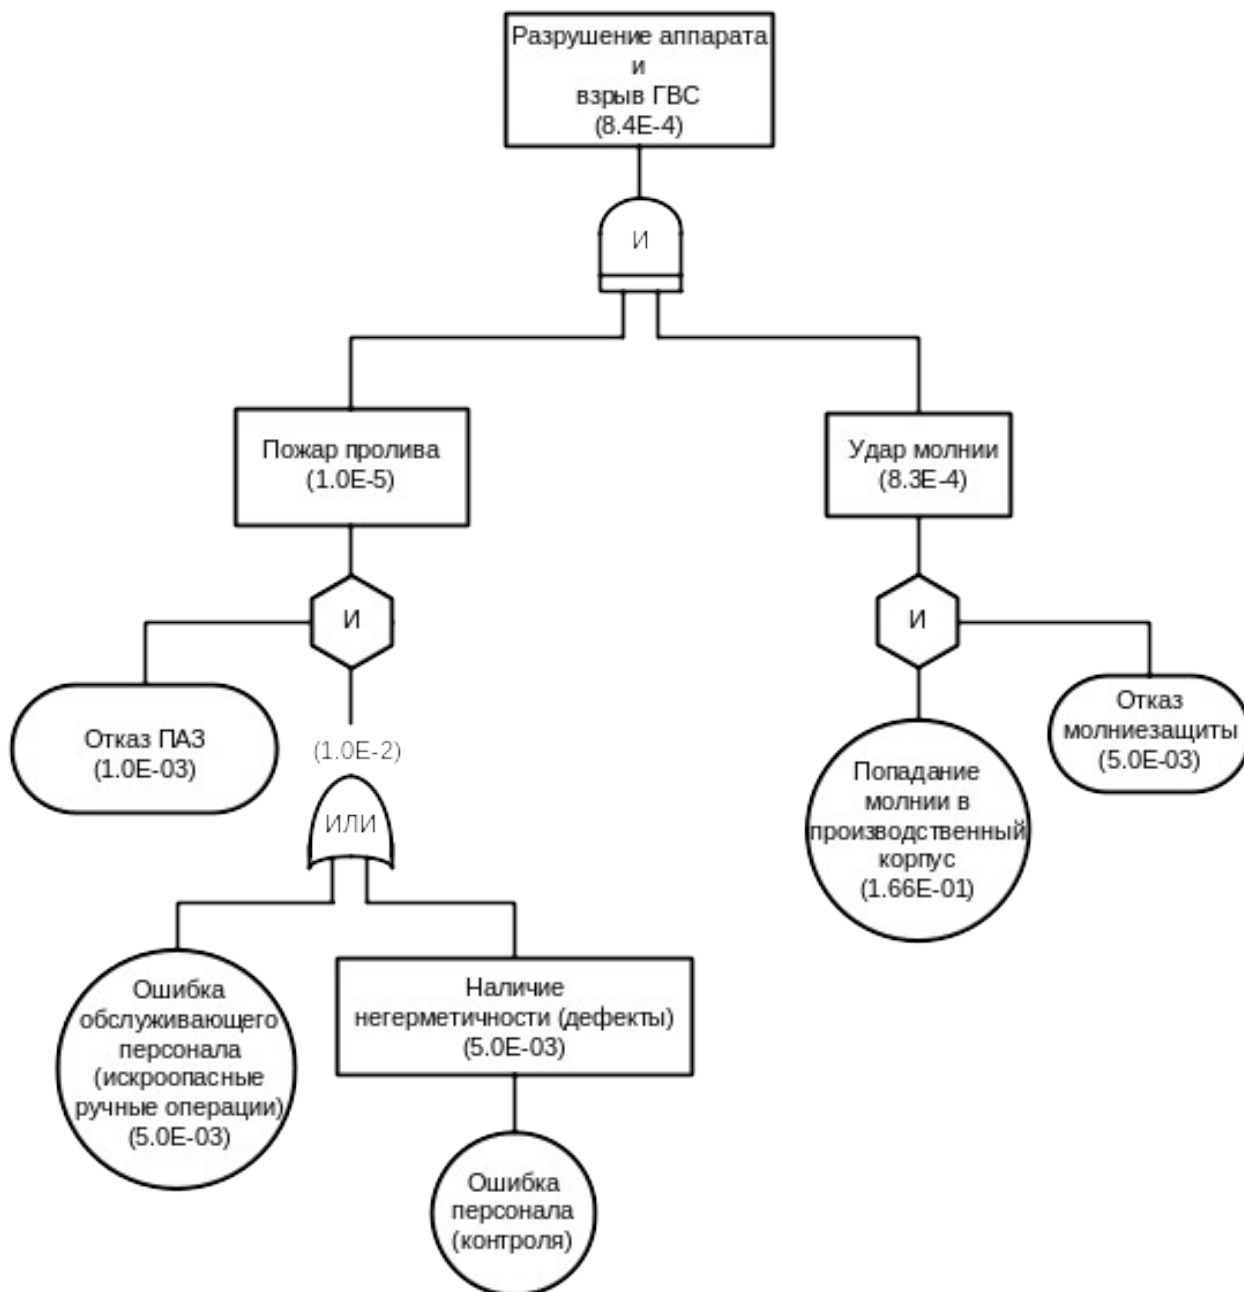 Разрушение аппарата
и
взрыв ГВС
(8.4E-4)
И
Пожар пролива
(1.0E-5)
Удар молнии
(8.3E-4)
И
И
Отказ ПАЗ
(1.0E-03)
(1.0E-2)
Отказ
молниезащиты
(5.0E-03)
Попадание
молнии в
производственный
корпус
(1.66E-01)
ИЛИ
Ошибка
обслуживающего
персонала
(искроопасные
ручные операции)
(5.0E-03)
Наличие
негерметичности (дефекты)
(5.0E-03)
Ошибка
персонала
(контроля)